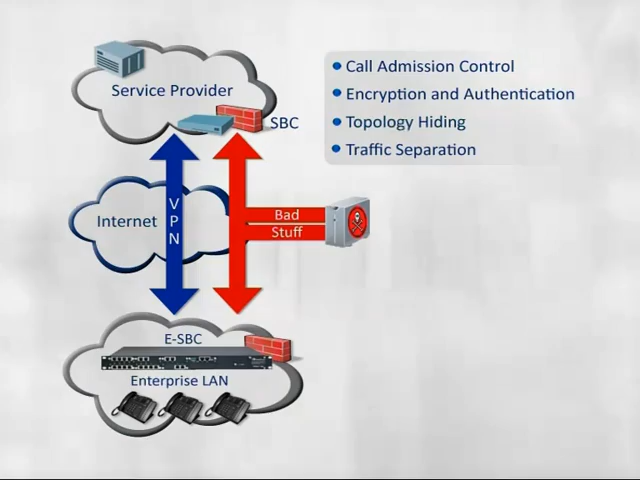 Service Provider
SBC
Call Admission Control
Encryption and Authentication
Topology Hiding
Traffic Separation
Internet
VPN
Bad
Stuff
E-SBC
Enterprise LAN